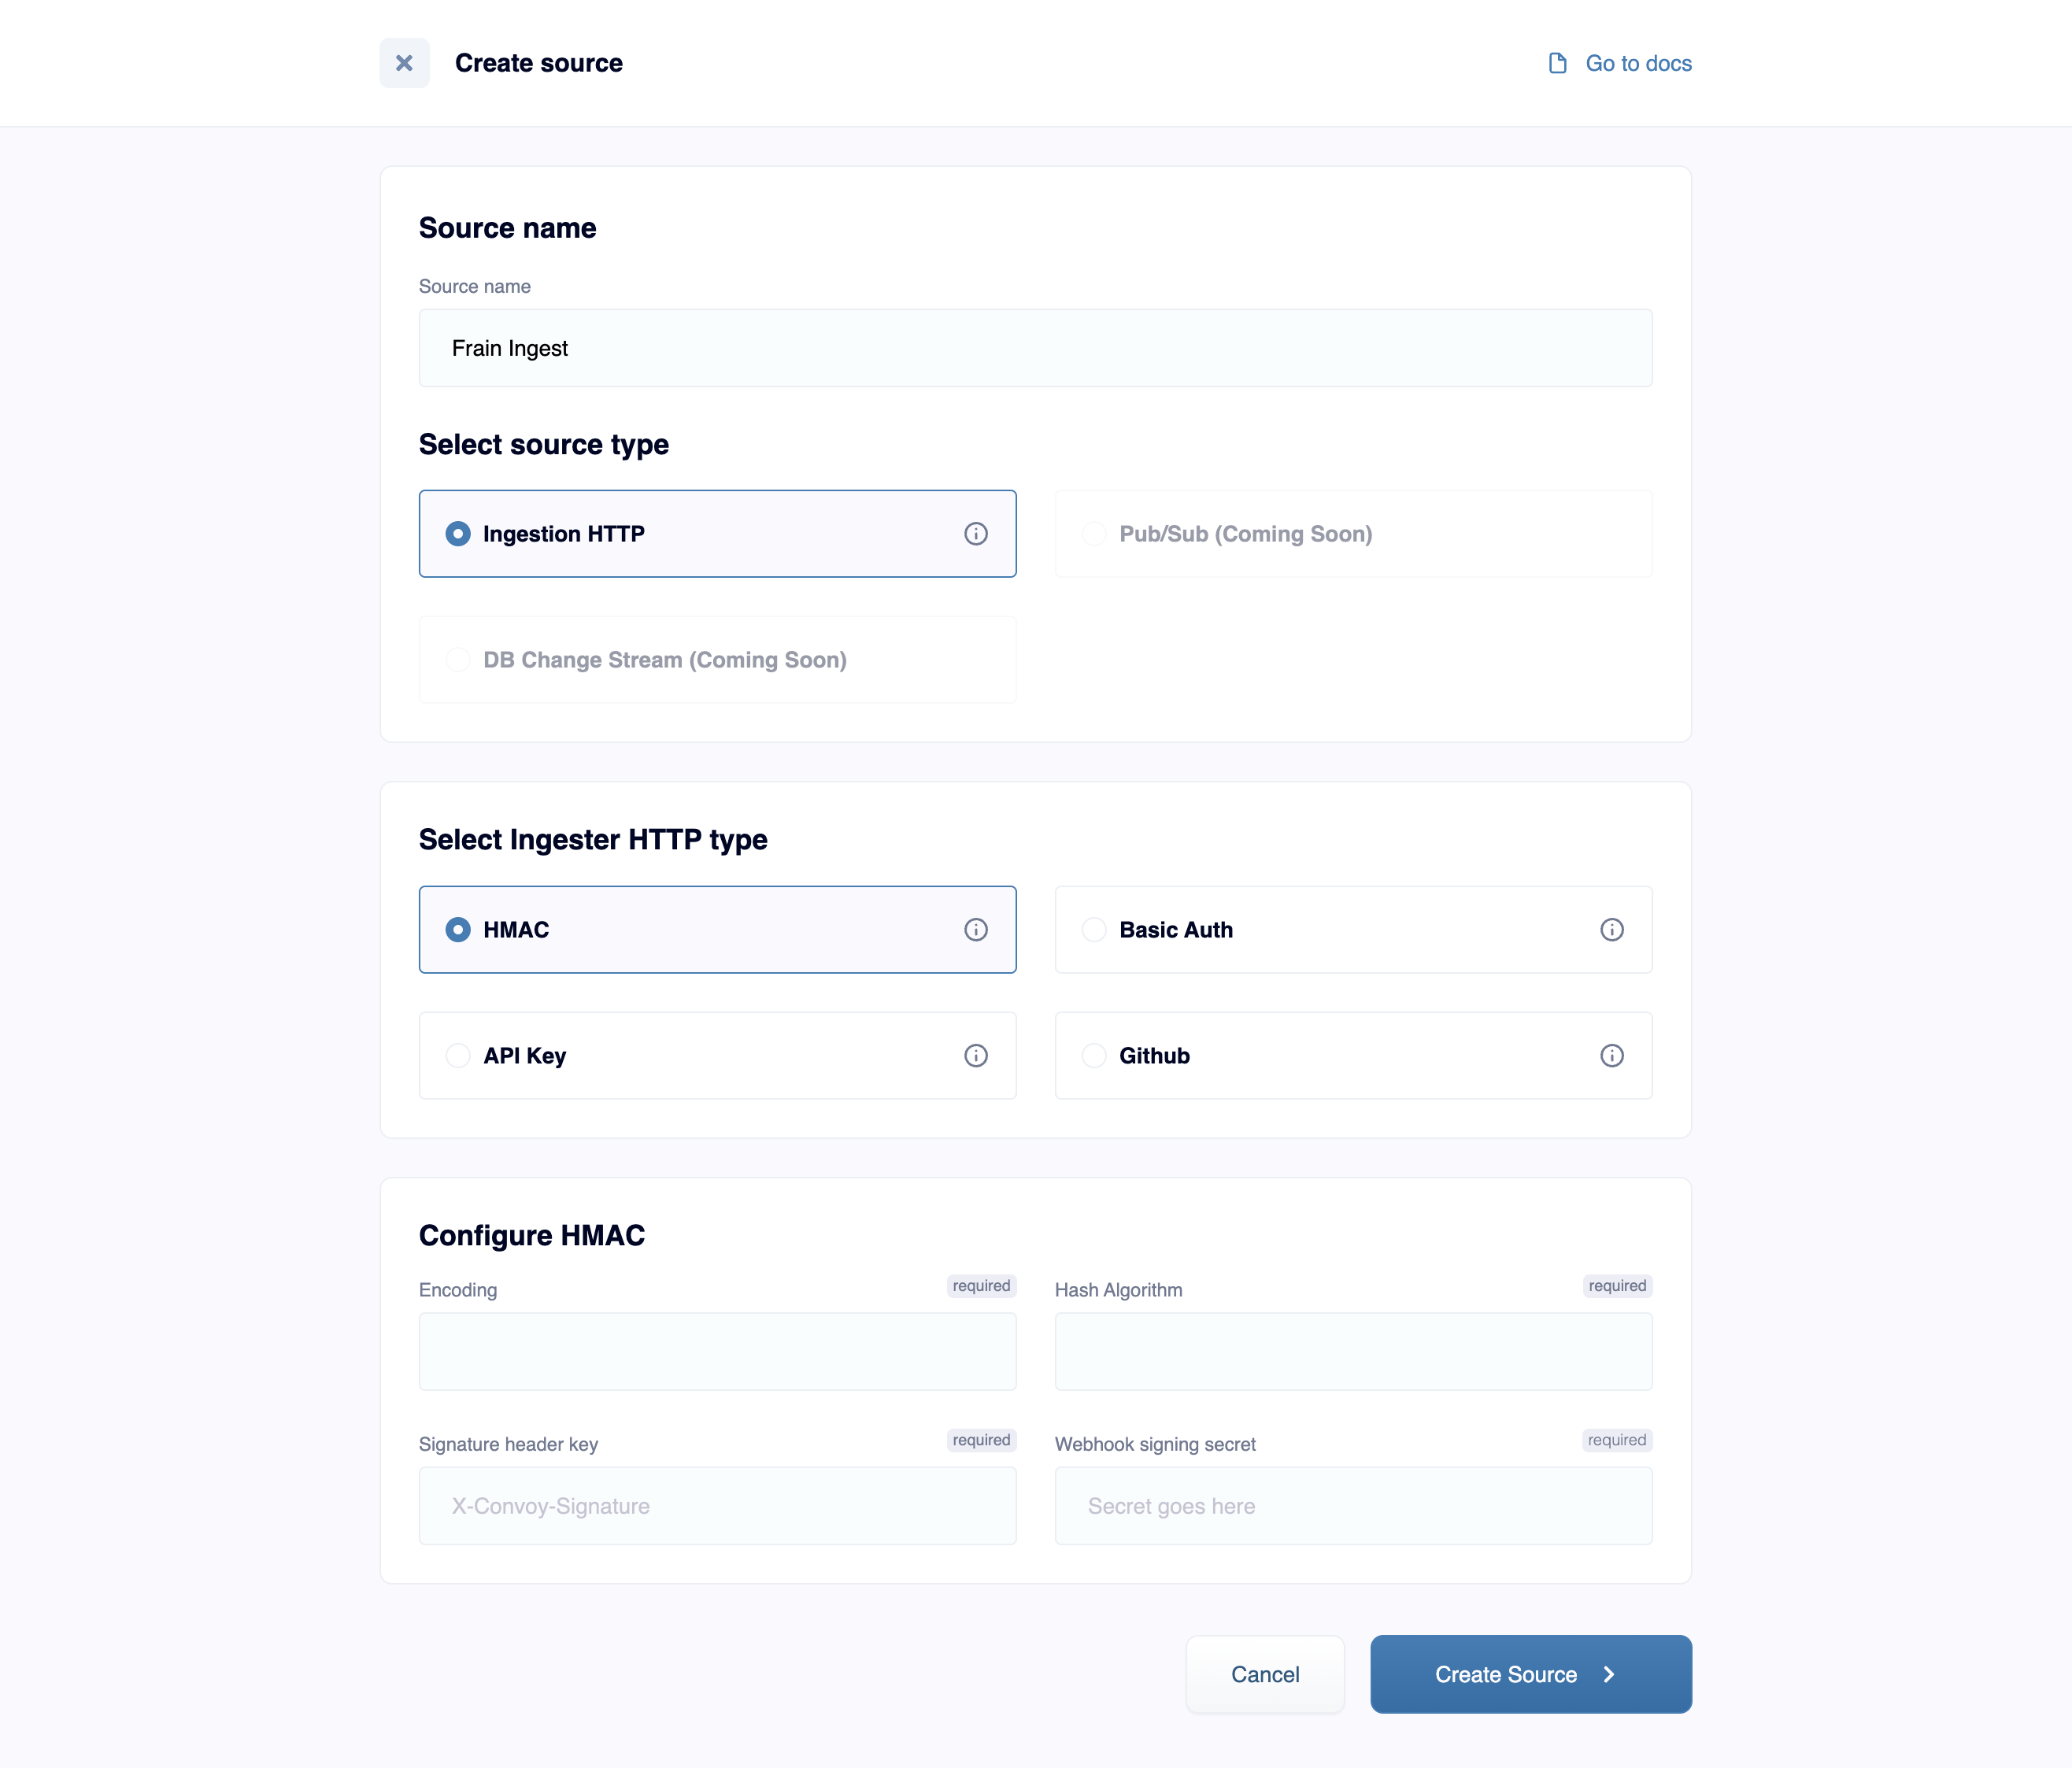 Create source
Go to docs
Source name
Source name
Frain Ingest
Select source type
Ingestion HTTP
Pub/Sub (Coming Soon)
DB Change Stream (Coming Soon)
Select Ingester HTTP type
HMAC
Basic Auth
API Key
Github
Configure HMAC
Encoding required
Hash Algorithm required
Signature header key required
Webhook signing secret required
X-Convoy-Signature
Secret goes here
Cancel
Create Source